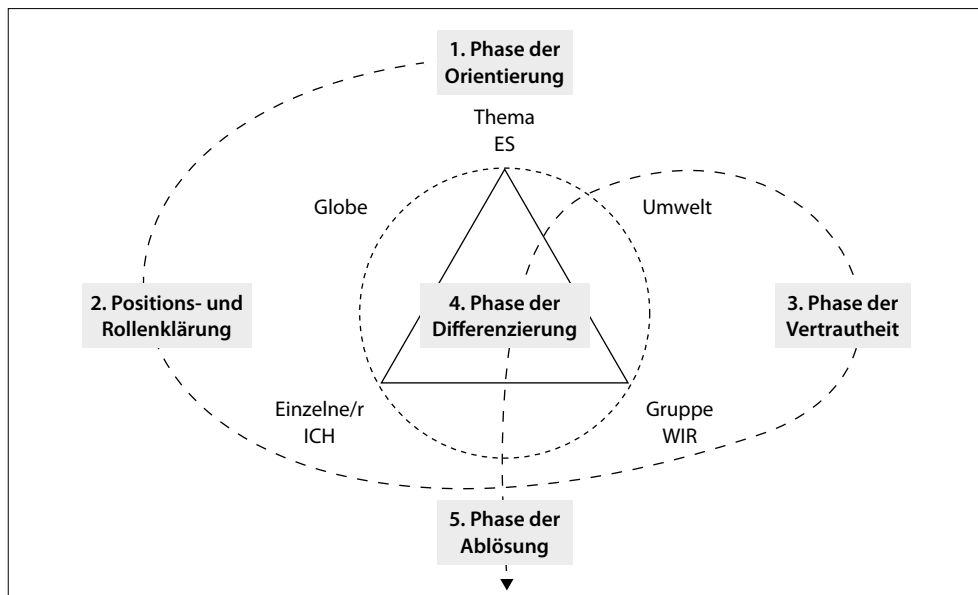 1. Phase der
Orientierung
Thema
ES
Globe
Umwelt
2. Positions- und
Rollenklärung
4. Phase der
Differenzierung
3. Phase der
Vertrautheit
Einzelne/r
ICH
Gruppe
WIR
5. Phase der
Ablösung